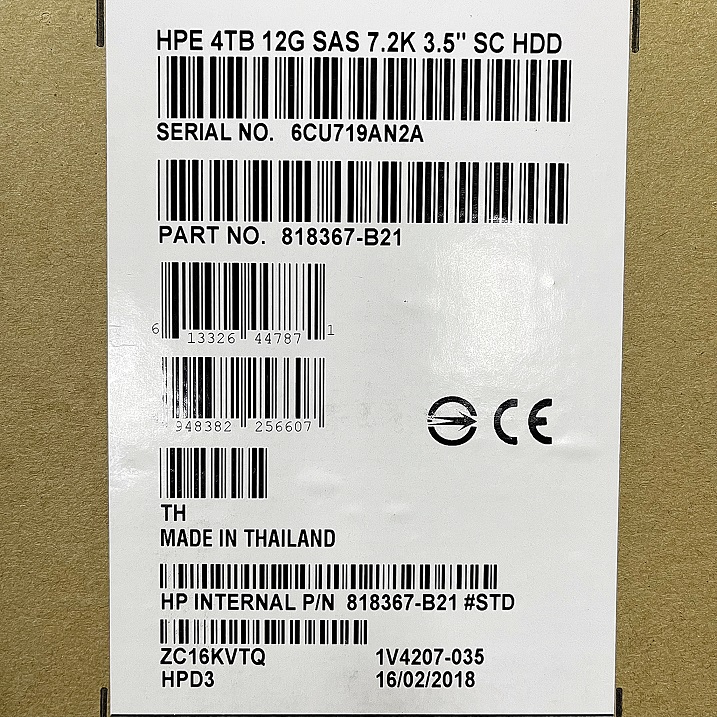 HPE 4TB 12G SAS 7.2K 3.5" SC HDD
SERIAL NO. 6CU719AN2A
PART NO. 818367-B21
6 13326 44787 1
948382 256607
CE
TH
MADE IN THAILAND
HP INTERNAL P/N 818367-B21 #STD
ZC16KVTQ 1V4207-035
HPD3 16/02/2018